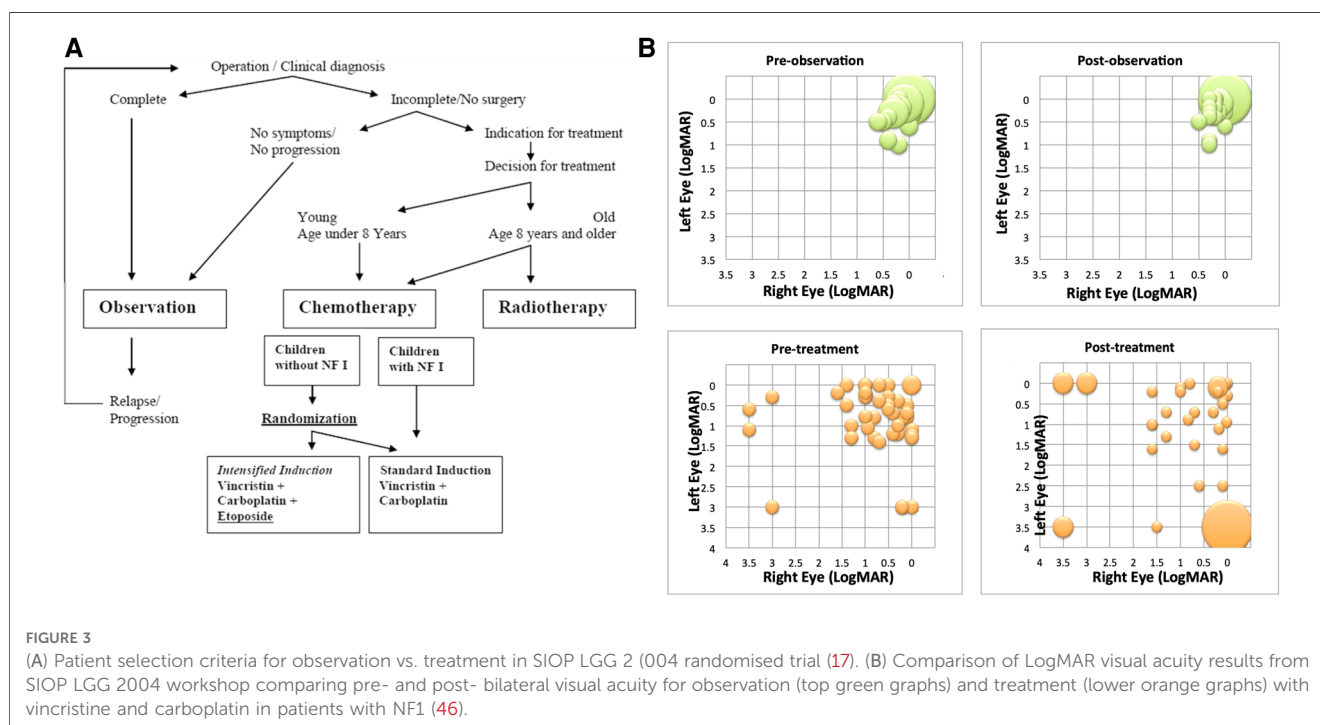 A
Operation / Clinical diagnosis
Complete
Incomplete/No surgery
No symptoms/
No progression
Indication for treatment
Decision for treatment
Young
Age under 8 Years
Old
Age 8 years and older
Observation
Chemotherapy
Radiotherapy
Children
without NF I
Children
with NF I
Relapse/
Progression
Randomization
Intensified Induction
Vincristin +
Carboplatin +
Etoposide
Standard Induction
Vincristin +
Carboplatin
B
Pre-observation
Left Eye (LogMAR)
0
0.5
1
1.5
2
2.5
3
3.5
3.5 3 2.5 2 1.5 1 0.5 0
Right Eye (LogMAR)
Post-observation
Left Eye (LogMAR)
0
0.5
1
1.5
2
2.5
3
3.5
3.5 3 2.5 2 1.5 1 0.5 0
Right Eye (LogMAR)
Pre-treatment
Left Eye (LogMAR)
0
0.5
1
1.5
2
2.5
3
3.5
4
4 3.5 3 2.5 2 1.5 1 0.5 0
Right Eye (LogMAR)
Post-treatment
Left Eye (LogMAR)
0
0.5
1
1.5
2
2.5
3
3.5
4
4 3.5 3 2.5 2 1.5 1 0.5 0
Right Eye (LogMAR)
FIGURE 3
(A) Patient selection criteria for observation vs. treatment in SIOP LGG 2 (004 randomised trial (17). (B) Comparison of LogMAR visual acuity results from
SIOP LGG 2004 workshop comparing pre- and post- bilateral visual acuity for observation (top green graphs) and treatment (lower orange graphs) with
vincristine and carboplatin in patients with NF1 (46).